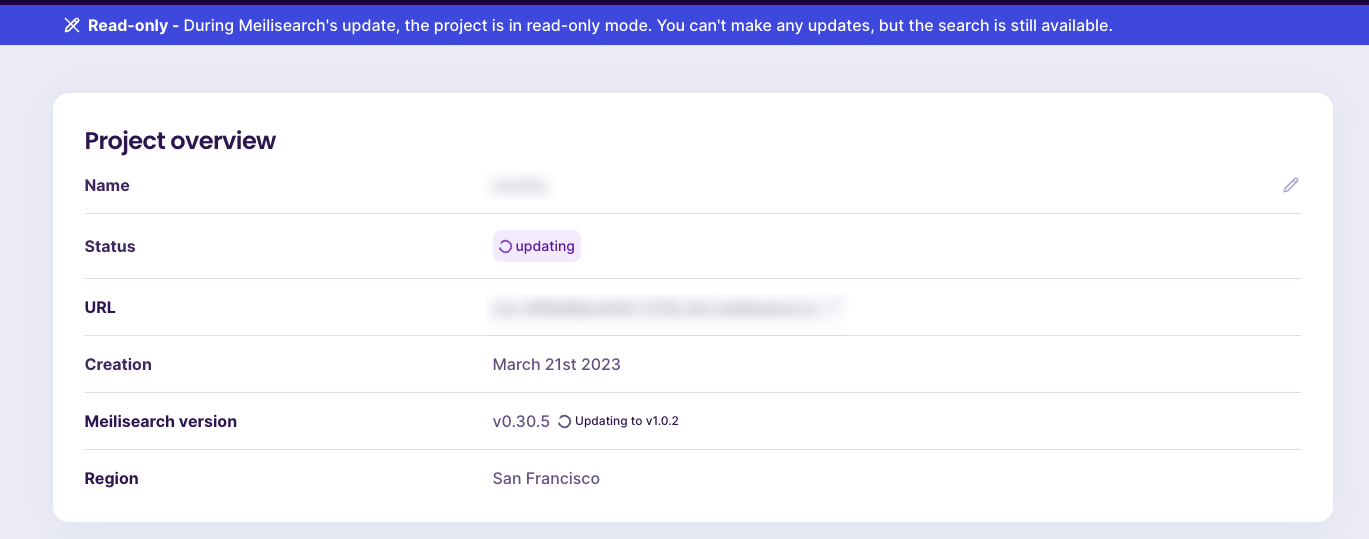 Read-only - During Meilisearch's update, the project is in read-only mode. You can't make any updates, but the search is still available.
Project overview
Name
Status updating
URL
Creation March 21st 2023
Meilisearch version v0.30.5 Updating to v1.0.2
Region San Francisco